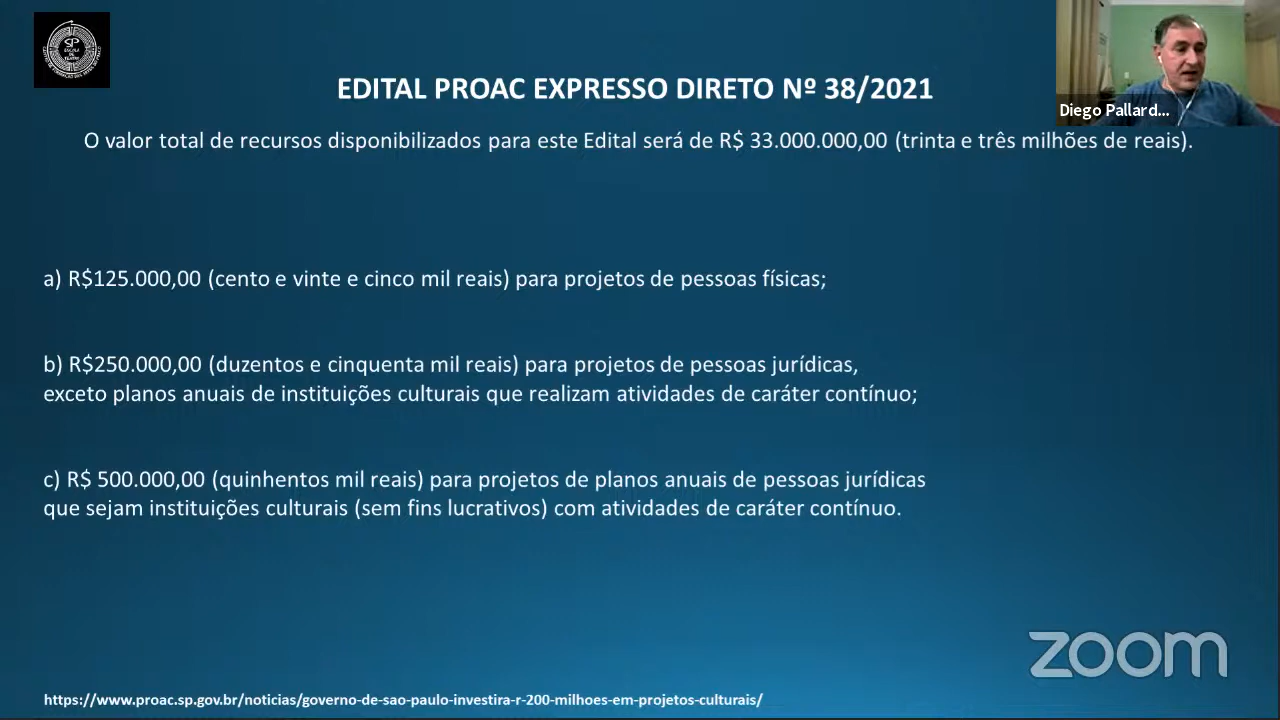 SP
ESCOLA
DE
TEATRO
EDITAL PROAC EXPRESSO DIRETO Nº 38/2021
Diego Pallard...
O valor total de recursos disponibilizados para este Edital será de R$ 33.000.000,00 (trinta e três milhões de reais).
a) R$125.000,00 (cento e vinte e cinco mil reais) para projetos de pessoas físicas;
b) R$250.000,00 (duzentos e cinquenta mil reais) para projetos de pessoas jurídicas,
exceto planos anuais de instituições culturais que realizam atividades de caráter contínuo;
c) R$ 500.000,00 (quinhentos mil reais) para projetos de planos anuais de pessoas jurídicas
que sejam instituições culturais (sem fins lucrativos) com atividades de caráter contínuo.
zoom
https://www.proac.sp.gov.br/noticias/governo-de-sao-paulo-investira-r-200-milhoes-em-projetos-culturais/